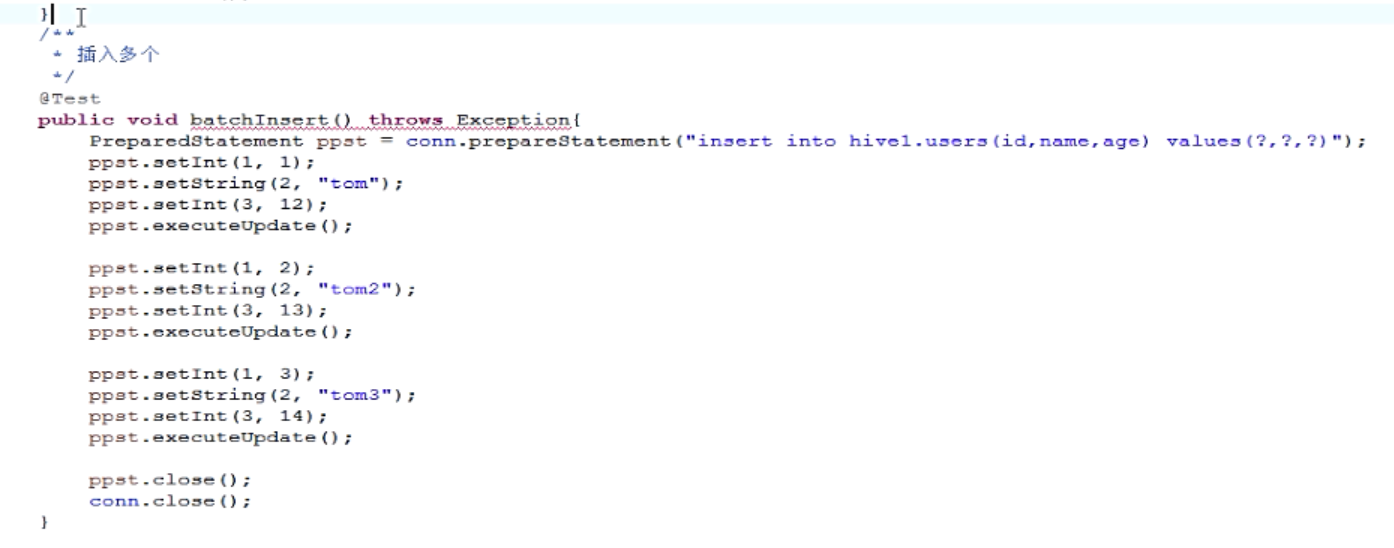 }
/**
 * 插入多个
 */
@Test
public void batchInsert() throws Exception{
    PreparedStatement ppst = conn.prepareStatement("insert into hive1.users(id,name,age) values(?,?,?)");
    ppst.setInt(1, 1);
    ppst.setString(2, "tom");
    ppst.setInt(3, 12);
    ppst.executeUpdate();

    ppst.setInt(1, 2);
    ppst.setString(2, "tom2");
    ppst.setInt(3, 13);
    ppst.executeUpdate();

    ppst.setInt(1, 3);
    ppst.setString(2, "tom3");
    ppst.setInt(3, 14);
    ppst.executeUpdate();

    ppst.close();
    conn.close();
}